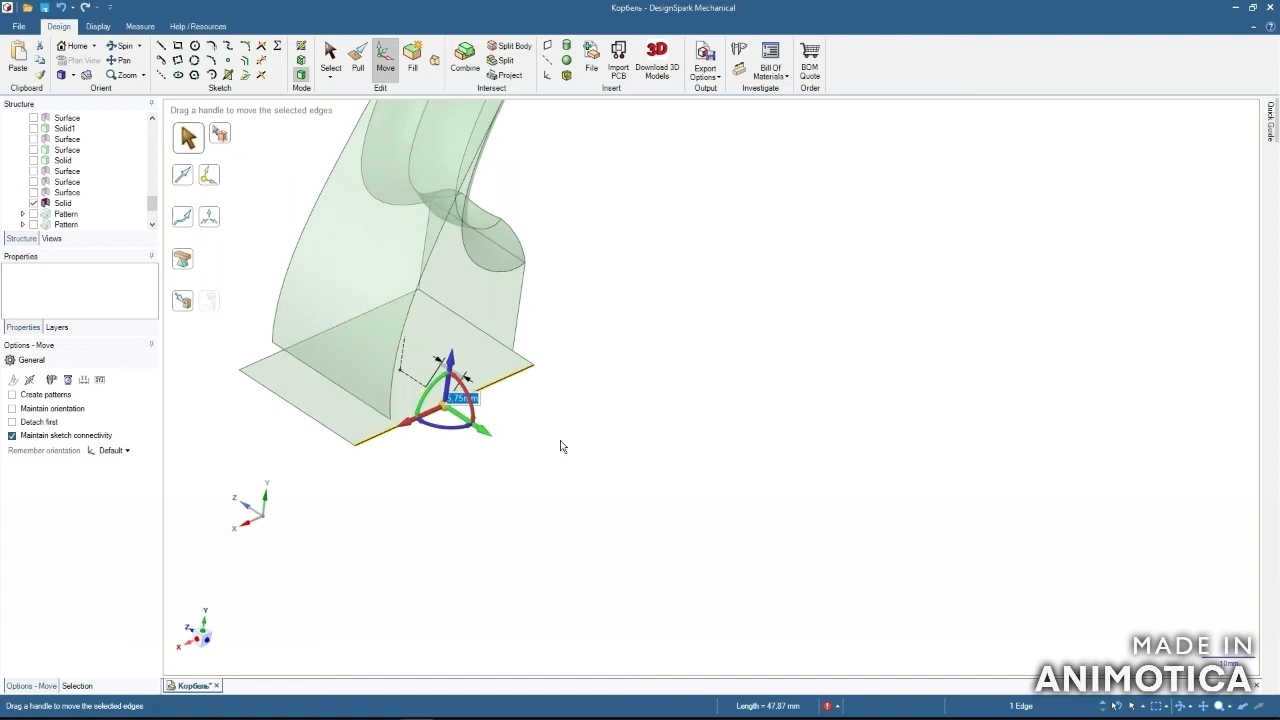 Корбель - DesignSpark Mechanical
File Design Display Measure Help / Resources
Home Spin
Plan View Pan
Zoom
Paste
Select Pull Move Fill
Combine
Split Body
Split
Project
File Import PCB Download 3D Models
Export Options
Bill Of Materials
BOM Quote
Clipboard Orient Sketch Mode Edit Intersect Insert Output Investigate Order
Structure
Surface
Solid1
Surface
Surface
Solid
Surface
Surface
Surface
Solid
Pattern
Pattern
Structure Views
Properties
Properties Layers
Options - Move
General
Create patterns
Maintain orientation
Detach first
Maintain sketch connectivity
Remember orientation Default
Drag a handle to move the selected edges
Quick Guide
5,75mm
Y
Z
X
Y
Z
X
MADE IN
10mm
ANIMOTICA
Options - Move Selection
Корбель*
Drag a handle to move the selected edges Length = 47,87 mm 1 Edge